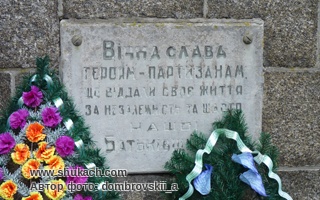 Вічна слава
героям-партизанам,
що віддали своє життя
за незалежність та щастя
нашої
Батьківщини
www.shukach.com
Автор фото: dombrovskii_a